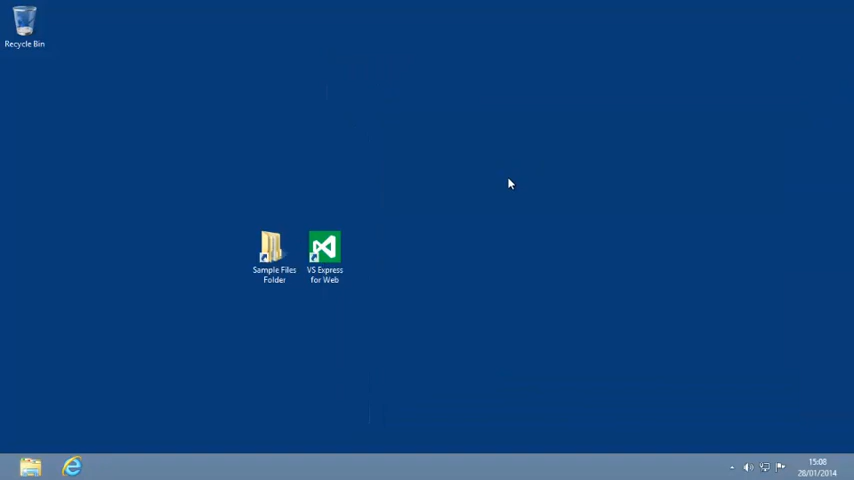 Recycle Bin
Sample Files
Folder
VS Express
for Web
15:08
28/01/2014